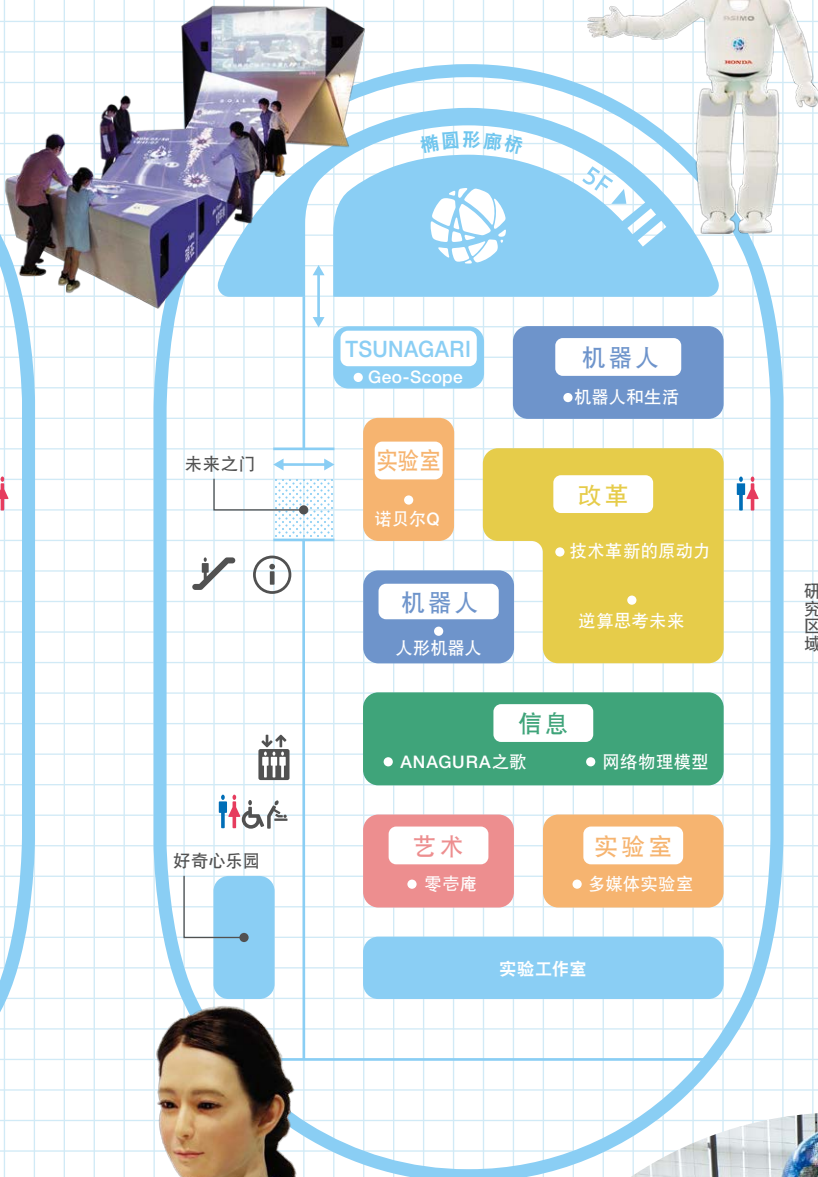 ASIMO
HONDA
椭圆形廊桥
5F
TSUNAGARI
Geo-Scope
机器人
机器人和生活
未来之门
实验室
诺贝尔Q
改革
技术革新的原动力
逆算思考未来
机器人
人形机器人
研究区域
信息
ANAGURA之歌
网络物理模型
好奇心乐园
艺术
零壱庵
实验室
多媒体实验室
实验工作室